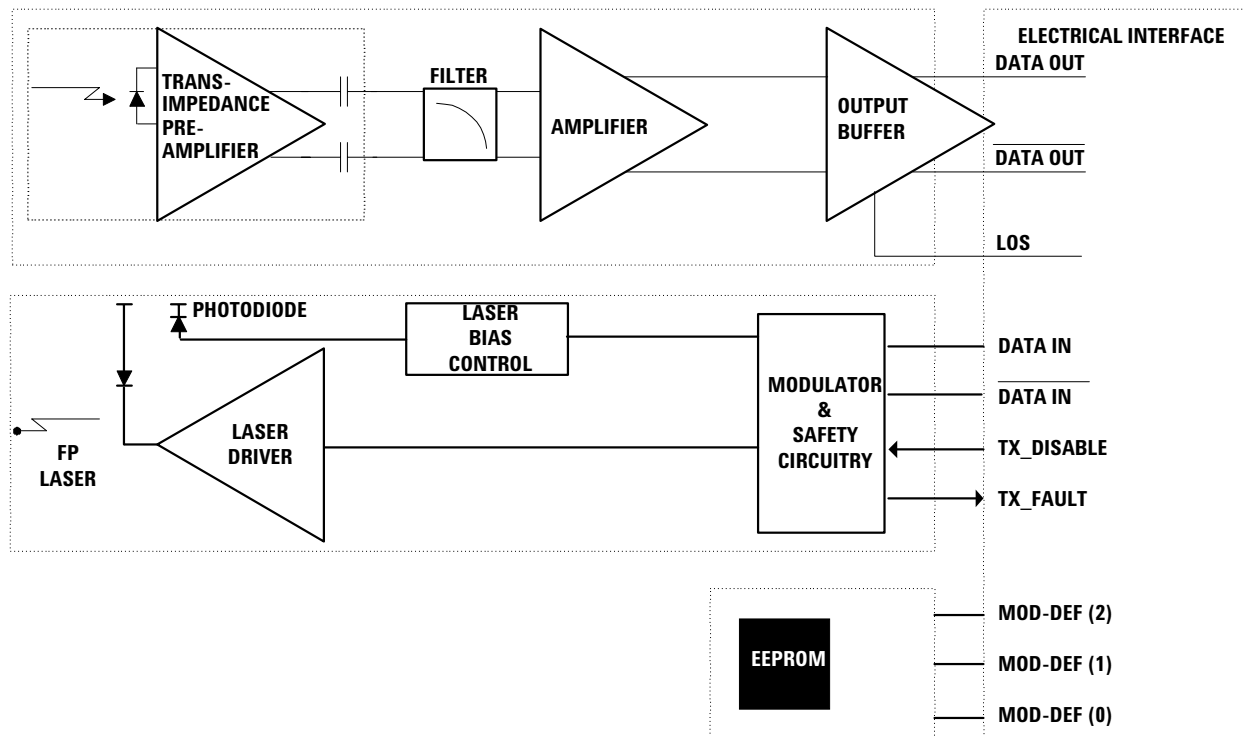 ELECTRICAL INTERFACE
TRANS-
IMPEDANCE
PRE-
AMPLIFIER
FILTER
AMPLIFIER
OUTPUT
BUFFER
DATA OUT
DATA OUT
LOS
PHOTODIODE
LASER
BIAS
CONTROL
FP
LASER
LASER
DRIVER
MODULATOR
&
SAFETY
CIRCUITRY
DATA IN
DATA IN
TX_DISABLE
TX_FAULT
EEPROM
MOD-DEF (2)
MOD-DEF (1)
MOD-DEF (0)